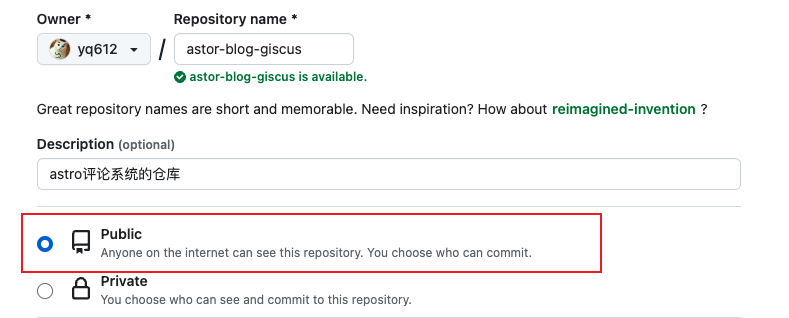 Owner * Repository name *
yq612 / astor-blog-giscus
astor-blog-giscus is available.
Great repository names are short and memorable. Need inspiration? How about reimagined-invention ?
Description (optional)
astro评论系统的仓库
Public
Anyone on the internet can see this repository. You choose who can commit.
Private
You choose who can see and commit to this repository.